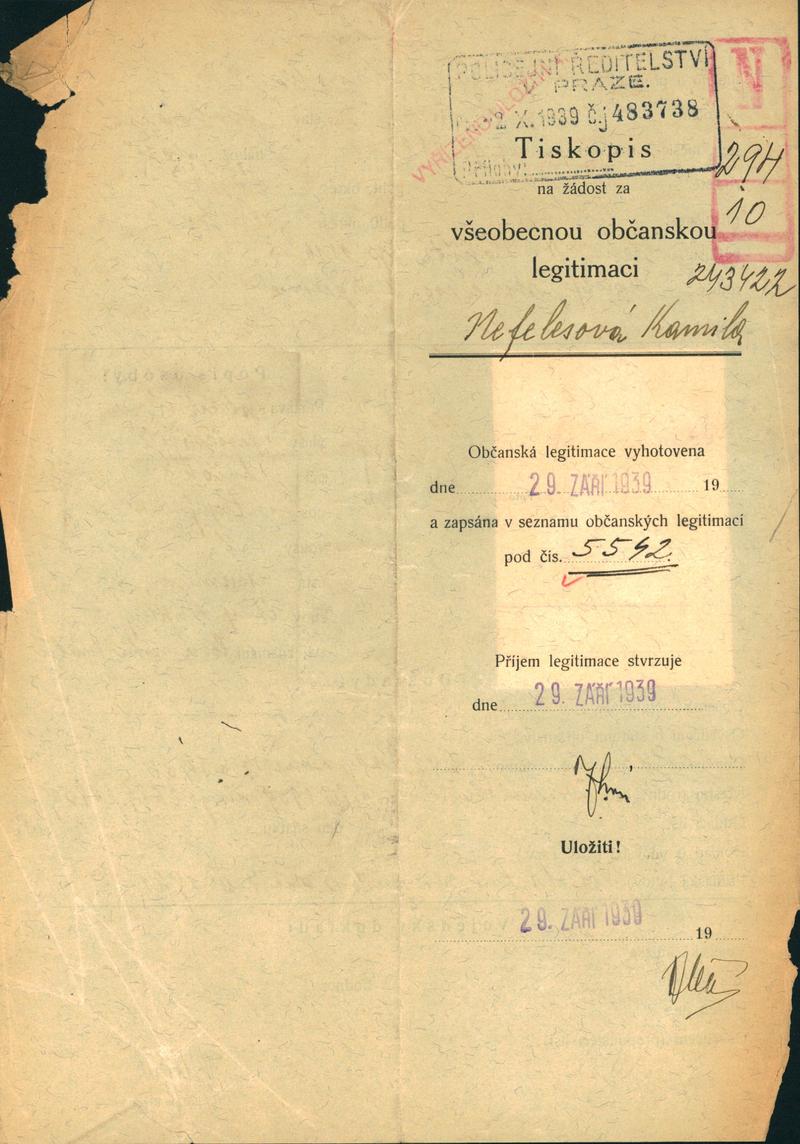 POLICEJNÍ ŘEDITELSTVÍ
V PRAZE.
-2 X. 1939 č.j 483738
Tiskopis
Přílohy:
na žádost za
294
10
všeobecnou občanskou
legitimaci
243422
Nefelesová Kamila
Občanská legitimace vyhotovena
dne 29. ZÁŘÍ 1939 19
a zapsána v seznamu občanských legitimací
pod čís. 5542.
Příjem legitimace stvrzuje
dne 29. ZÁŘÍ 1939
Uložiti!
29. ZÁŘÍ 1939 19